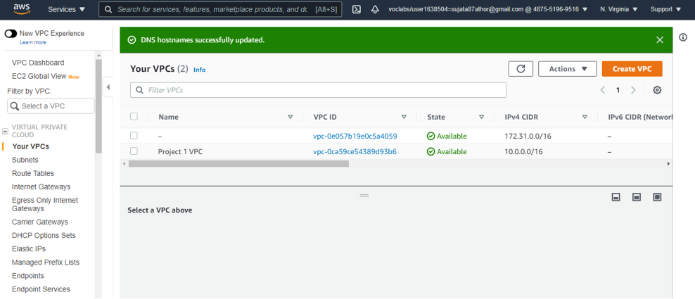 aws
Services
Search for services, features, marketplace products, and do [Alt+S]
voclabs/user1638504=sujata87athor@gmail.com @ 4675-5196-9516
N. Virginia
Support
New VPC Experience
Learn more
VPC Dashboard
EC2 Global View New
Filter by VPC:
Select a VPC
VIRTUAL PRIVATE
CLOUD
Your VPCs
Subnets
Route Tables
Internet Gateways
Egress Only Internet
Gateways
Carrier Gateways
DHCP Options Sets
Elastic IPs
Managed Prefix Lists
Endpoints
Endpoint Services
DNS hostnames successfully updated.
Your VPCs (2) Info
Actions
Create VPC
Filter VPCs
1
Name VPC ID State IPv4 CIDR IPv6 CIDR (Network
– vpc-0e057b19e0c5a4059 Available 172.31.0.0/16 –
Project 1 VPC vpc-0ca59ce54389d93b6 Available 10.0.0.0/16 –
Select a VPC above